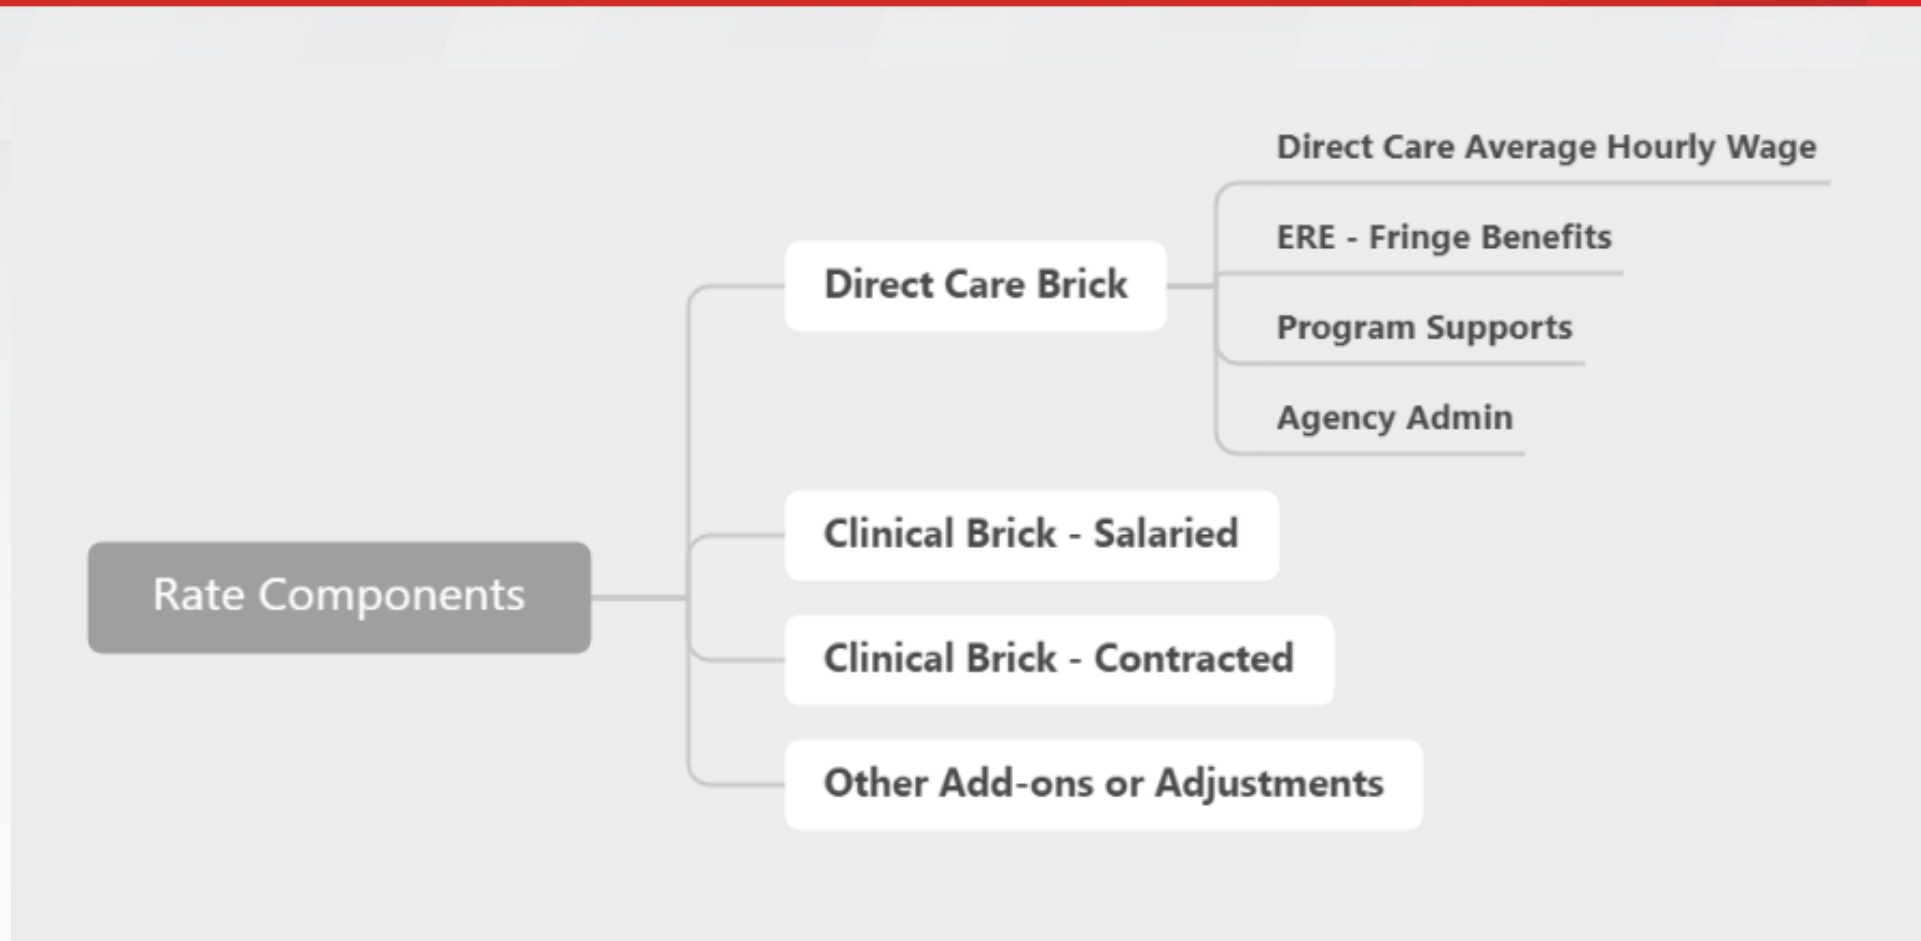 Direct Care Average Hourly Wage
ERE - Fringe Benefits
Direct Care Brick
Program Supports
Agency Admin
Clinical Brick - Salaried
Rate Components
Clinical Brick - Contracted
Other Add-ons or Adjustments